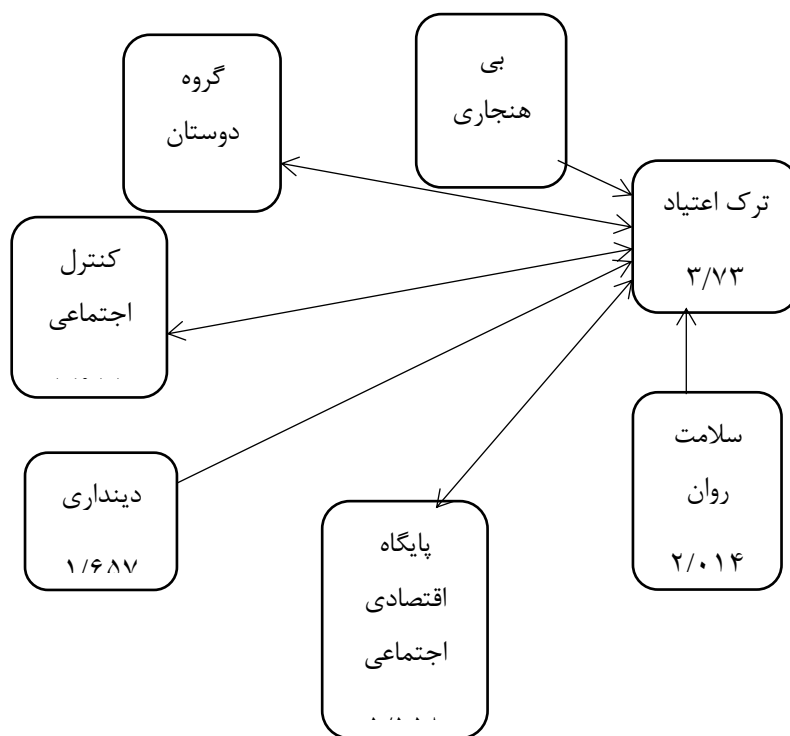 گروه
دوستان
بی
هنجاری
ترک اعتیاد
۳/۷۳
کنترل
اجتماعی
سلامت
روان
۲/۰۱۴
دینداری
۱/۶۸۷
پایگاه
اقتصادی
اجتماعی